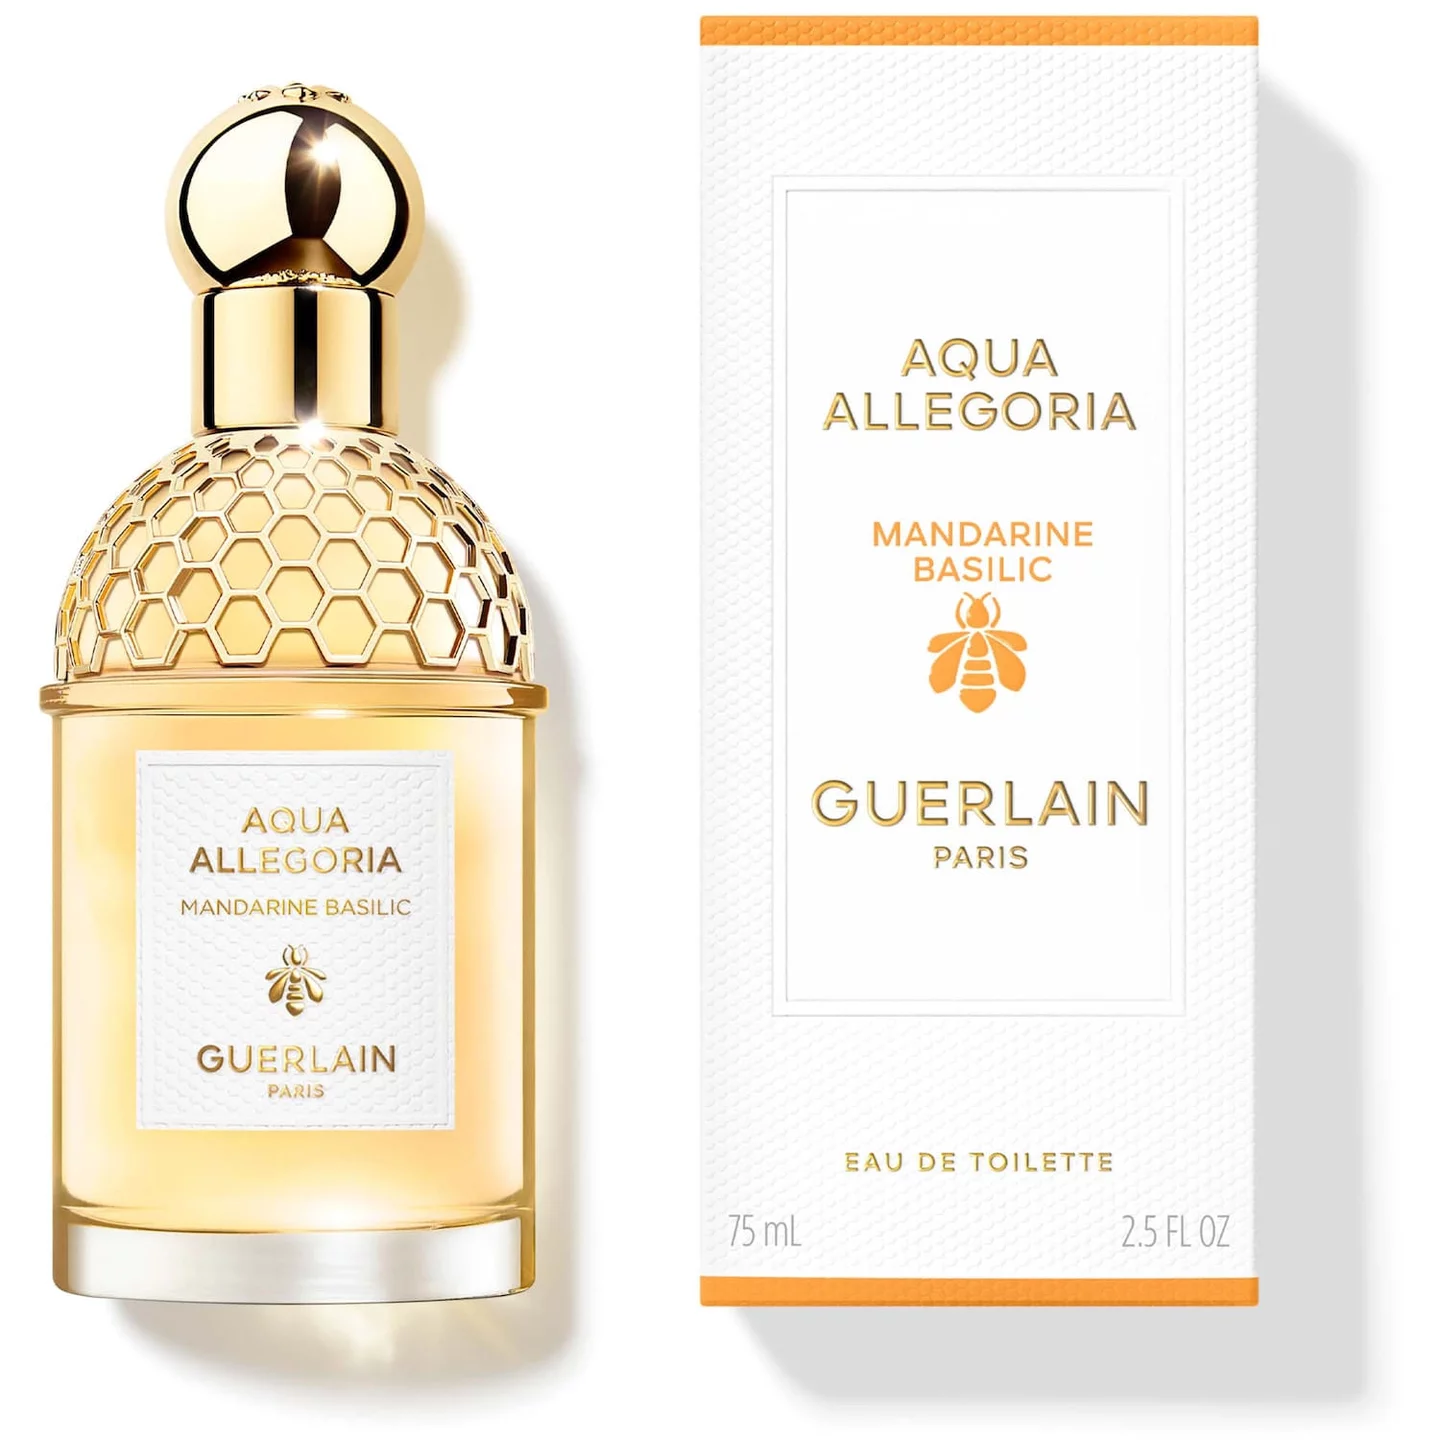 AQUA
ALLEGORIA
MANDARINE BASILIC
GUERLAIN
PARIS
AQUA
ALLEGORIA
MANDARINE
BASILIC
GUERLAIN
PARIS
EAU DE TOILETTE
75 mL
2.5 FL OZ